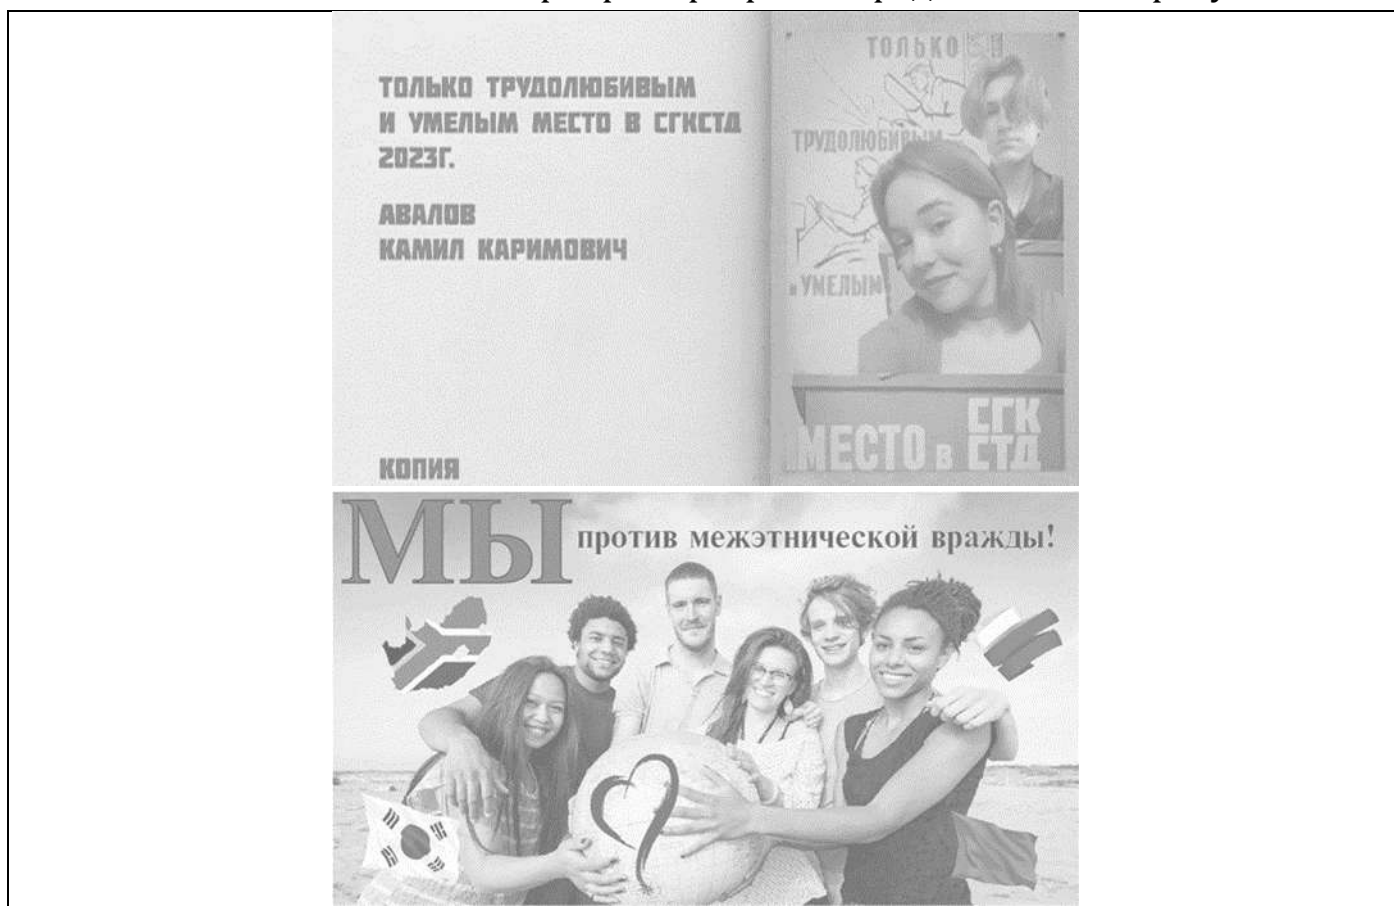 ТОЛЬКО ТРУДОЛЮБИВЫМ
И УМЕЛЫМ МЕСТО В СГКСТД
2023Г.
АВАЛОВ
КАМИЛ КАРИМОВИЧ
КОПИЯ
ТОЛЬКО
ТРУДОЛЮБИВЫМ
и УМЕЛЫМ
МЕСТО в СГК
СТД
МЫ против межэтнической вражды!